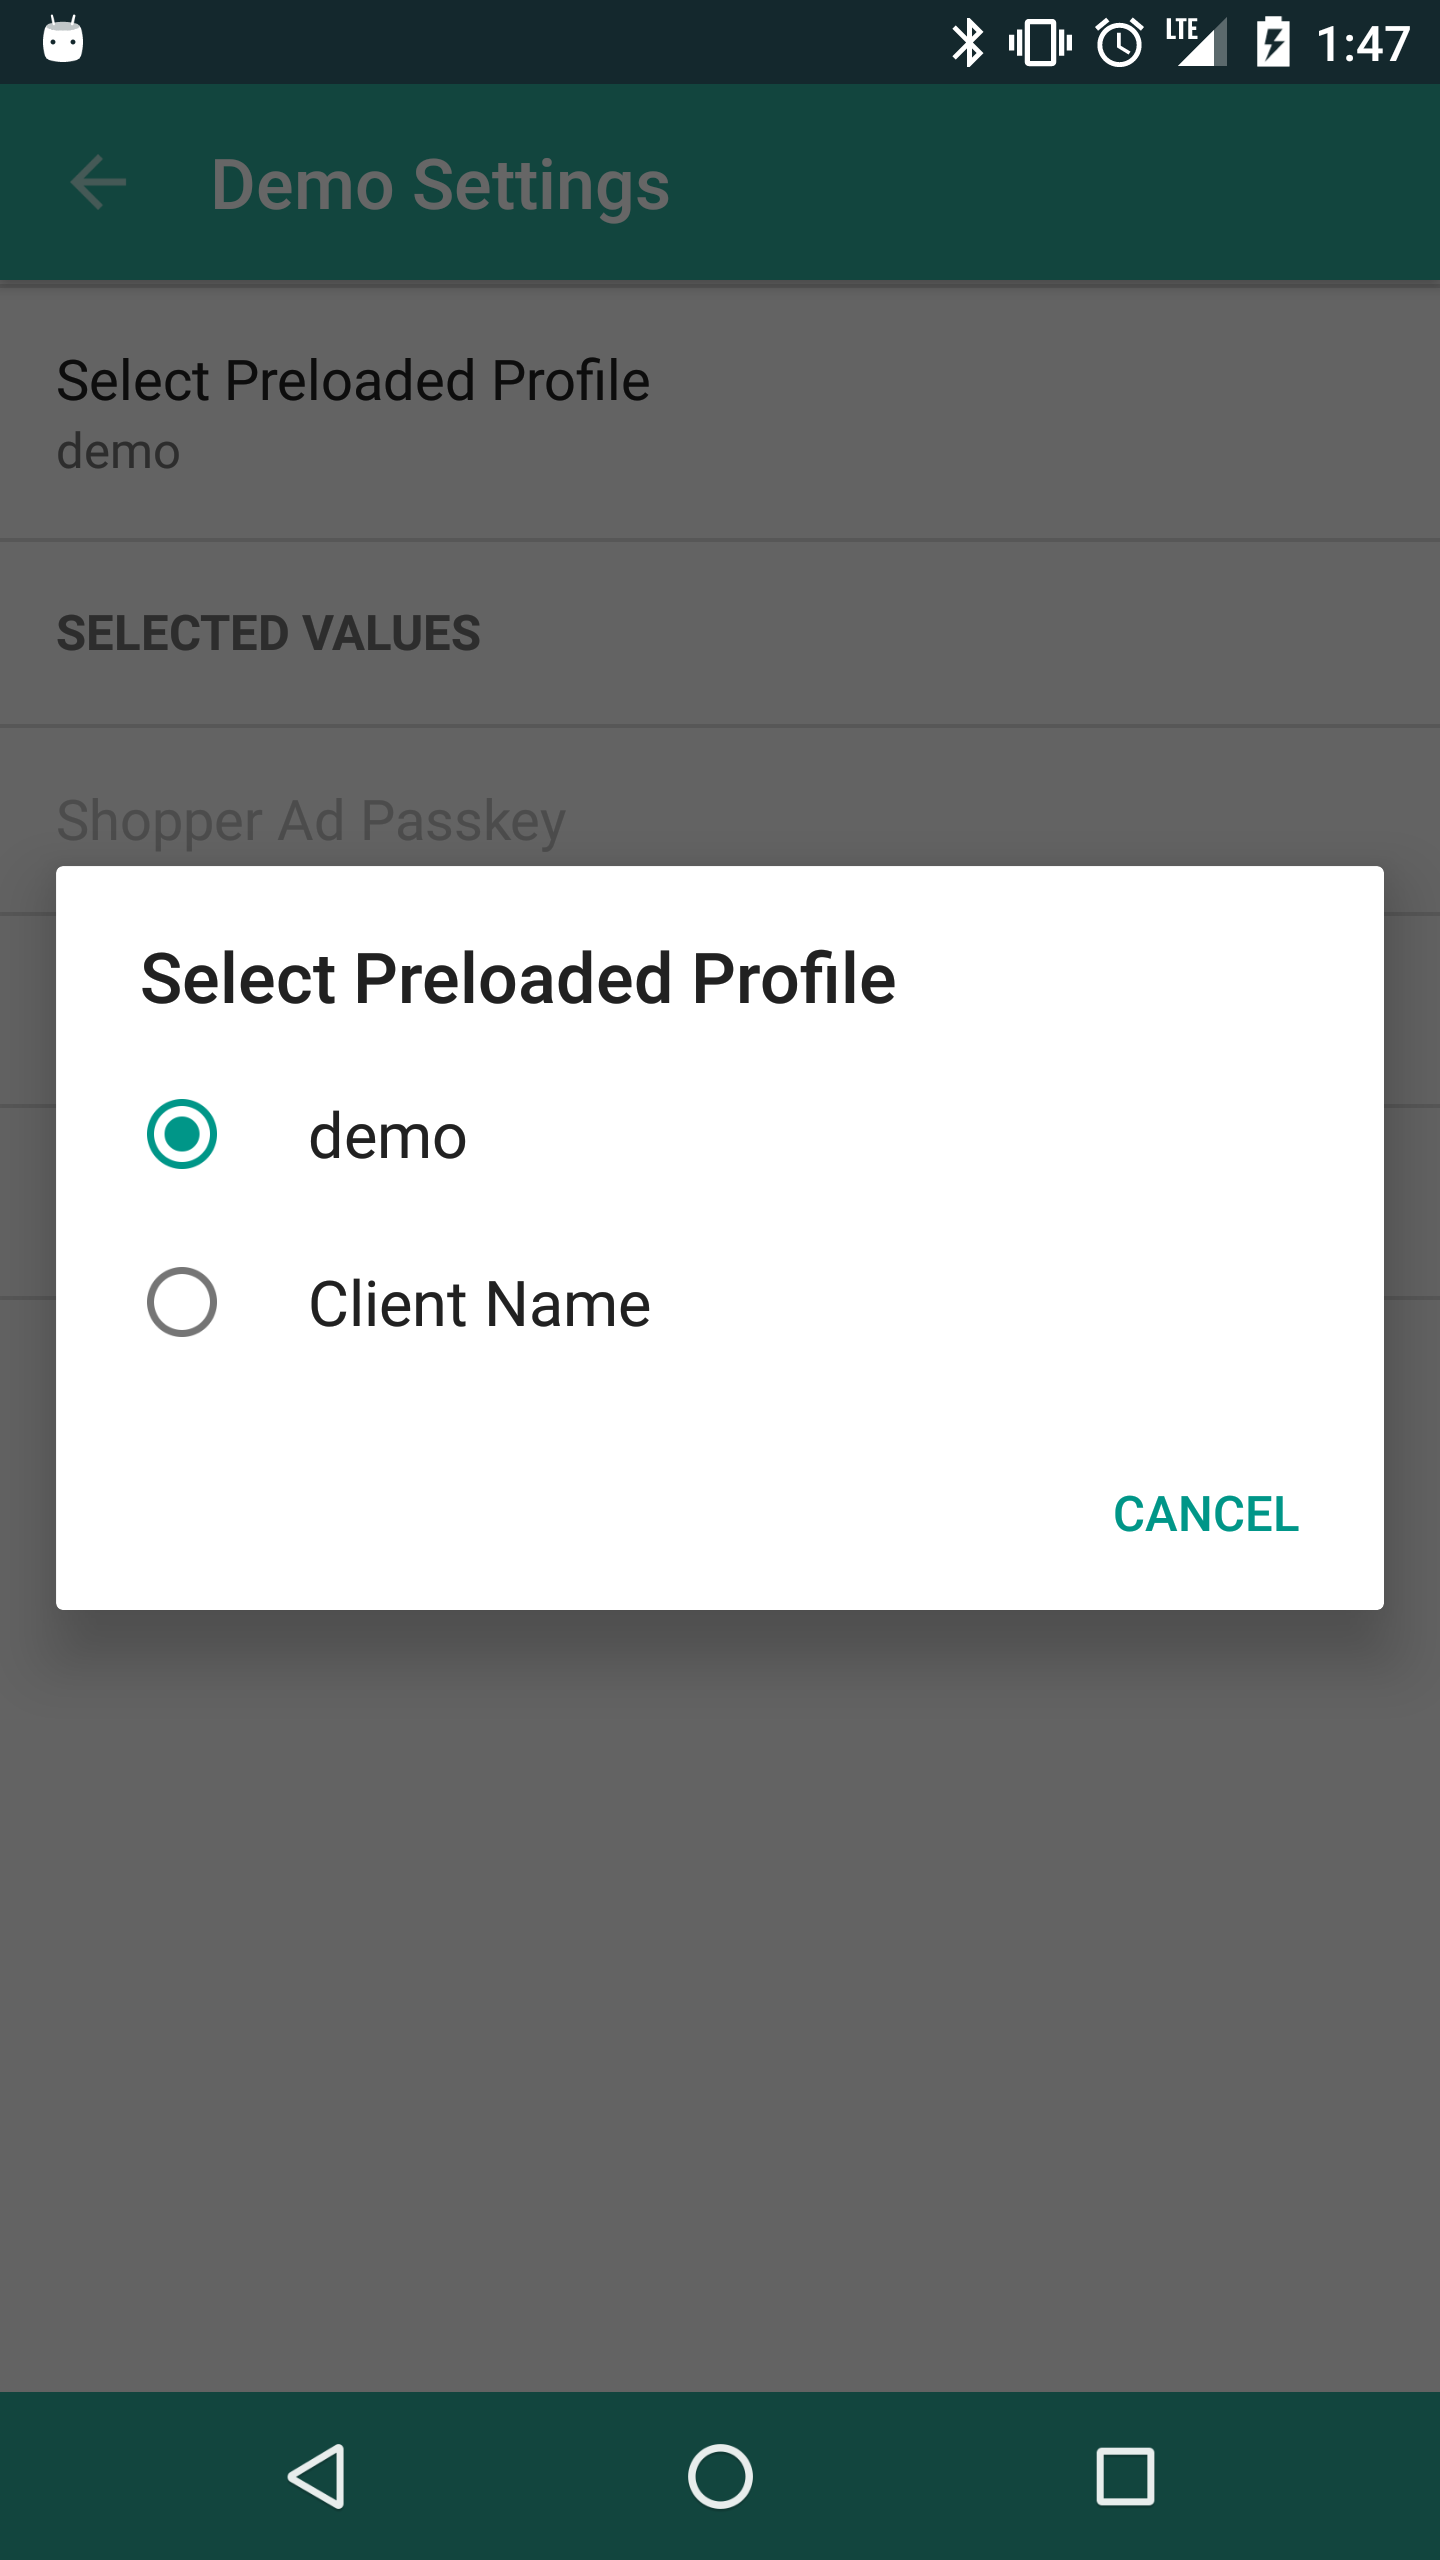 LTE 1:47
Demo Settings
Select Preloaded Profile
demo
SELECTED VALUES
Shopper Ad Passkey
Select Preloaded Profile
demo
Client Name
CANCEL